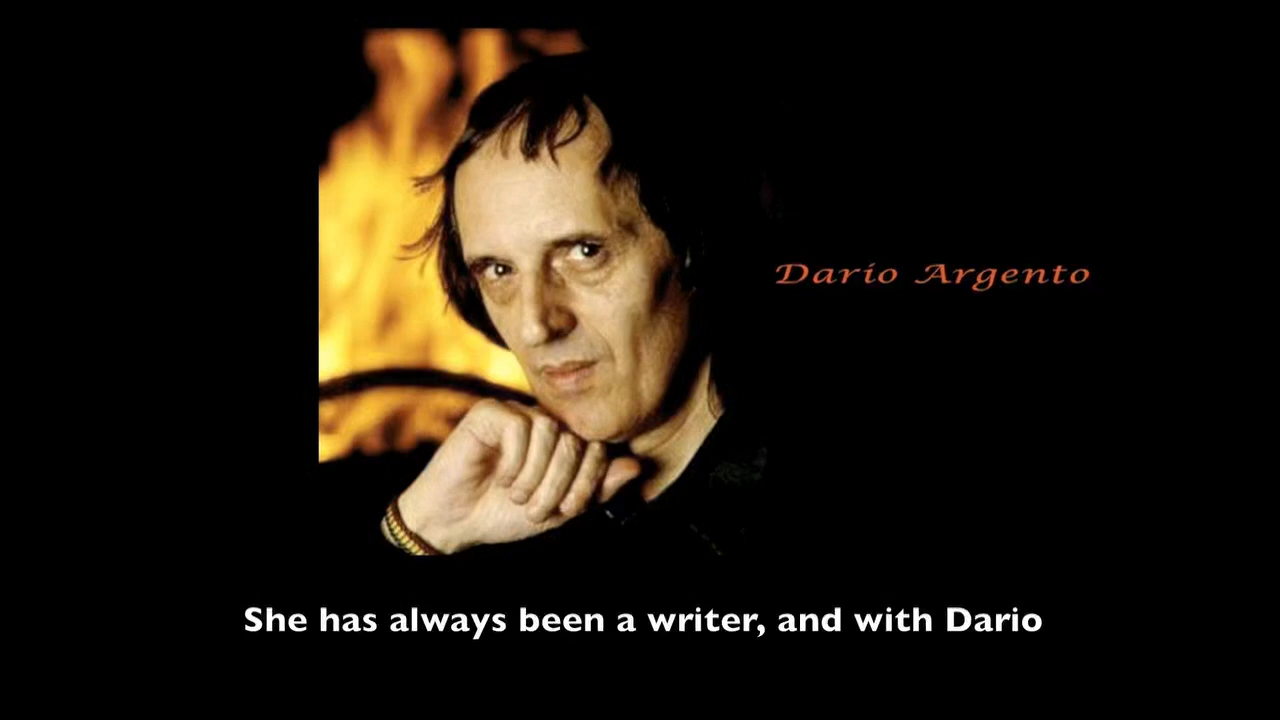 Dario Argento
She has always been a writer, and with Dario